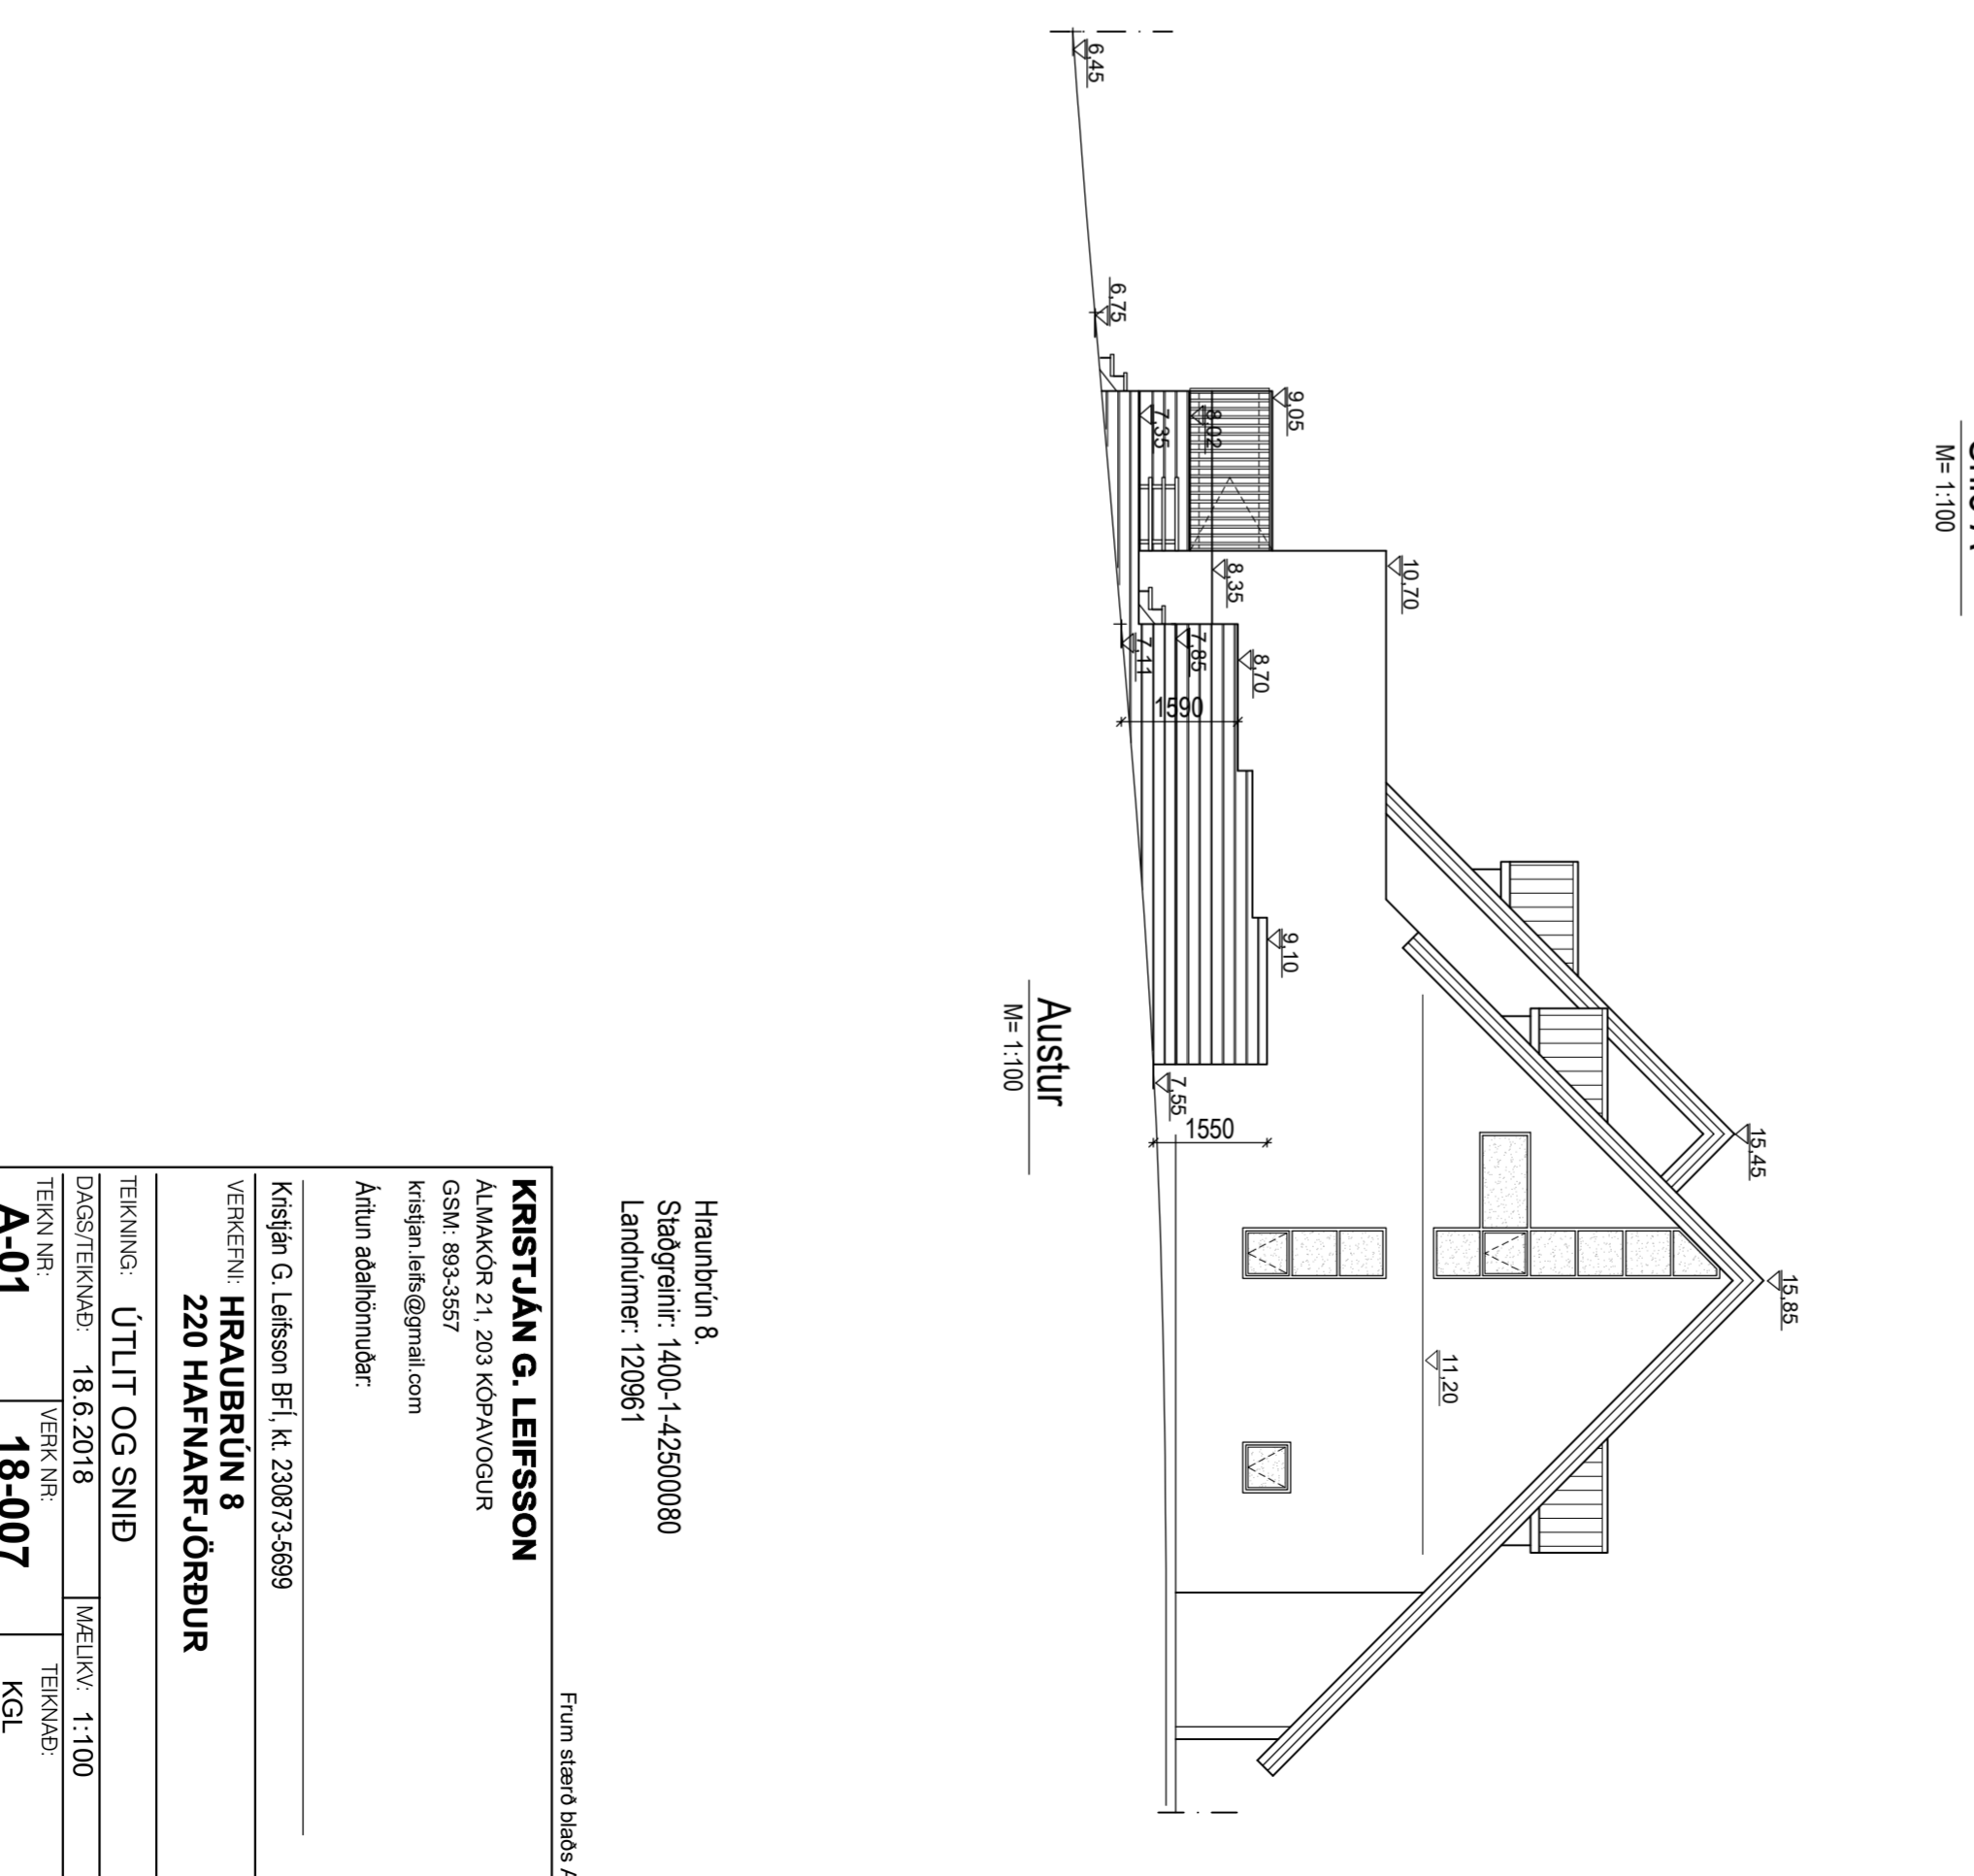 M= 1:100
15,85
15,45
11,20
10,70
9,05
9,10
8,70
8,35
8,02
7,35
7,85
7,11
1590
7,55
1550
6,75
6,45
Austur
M= 1:100
Hraunbrún 8.
Staðgreinir: 1400-1-42500080
Landnúmer: 120961
Frum stærð blaðs
KRISTJÁN G. LEIFSSON
ÁLMAKÓR 21, 203 KÓPAVOGUR
GSM: 893-3557
kristjan.leifs@gmail.com
Áritun aðalhönnuðar:
Kristján G. Leifsson BFÍ, kt. 230873-5699
VERKEFNI: HRAUBRÚN 8
220 HAFNARFJÖRÐUR
TEIKNING: ÚTLIT OG SNIÐ
DAGS/TEIKNAÐ: 18.6.2018 MÆLIKV: 1:100
TEIKN NR: VERK NR: TEIKNAÐ:
A-01 18-007 KGL